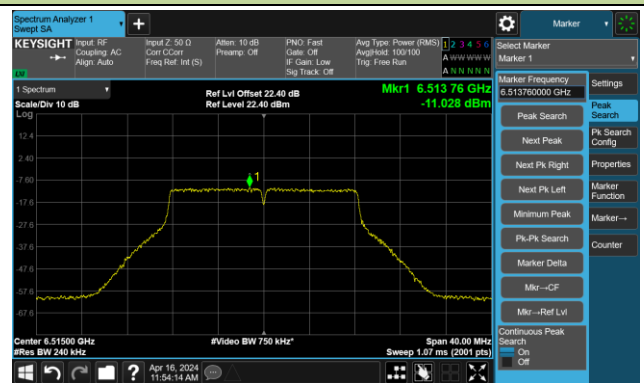 Spectrum Analyzer 1
Swept SA
Marker
KEYSIGHT
Input: RF
Coupling: AC
Align: Auto
Input Z: 50 Ω
Corr CCorr
Freq Ref: Int (S)
Atten: 10 dB
Preamp: Off
PNO: Fast
Gate: Off
IF Gain: Low
Sig Track: Off
Avg Type: Power (RMS)
Avg|Hold: 100/100
Trig: Free Run
1 2 3 4 5 6
A W W W W W
A N N N N N
Select Marker
Marker 1
LXI
1 Spectrum
Scale/Div 10 dB
Log
Ref Lvl Offset 22.40 dB
Ref Level 22.40 dBm
Mkr1 6.513 76 GHz
-11.028 dBm
12.4
2.40
-7.60
-17.6
-27.6
-37.6
-47.6
-57.6
-67.6
1
Center 6.51500 GHz
#Res BW 240 kHz
#Video BW 750 kHz*
Span 40.00 MHz
Sweep 1.07 ms (2001 pts)
Marker Frequency
6.513760000 GHz
Peak Search
Next Peak
Next Pk Right
Next Pk Left
Minimum Peak
Pk-Pk Search
Marker Delta
Mkr→CF
Mkr→Ref Lvl
Continuous Peak
Search
On
Off
Settings
Peak
Search
Pk Search
Config
Properties
Marker
Function
Marker→
Counter
Apr 16, 2024
11:54:14 AM